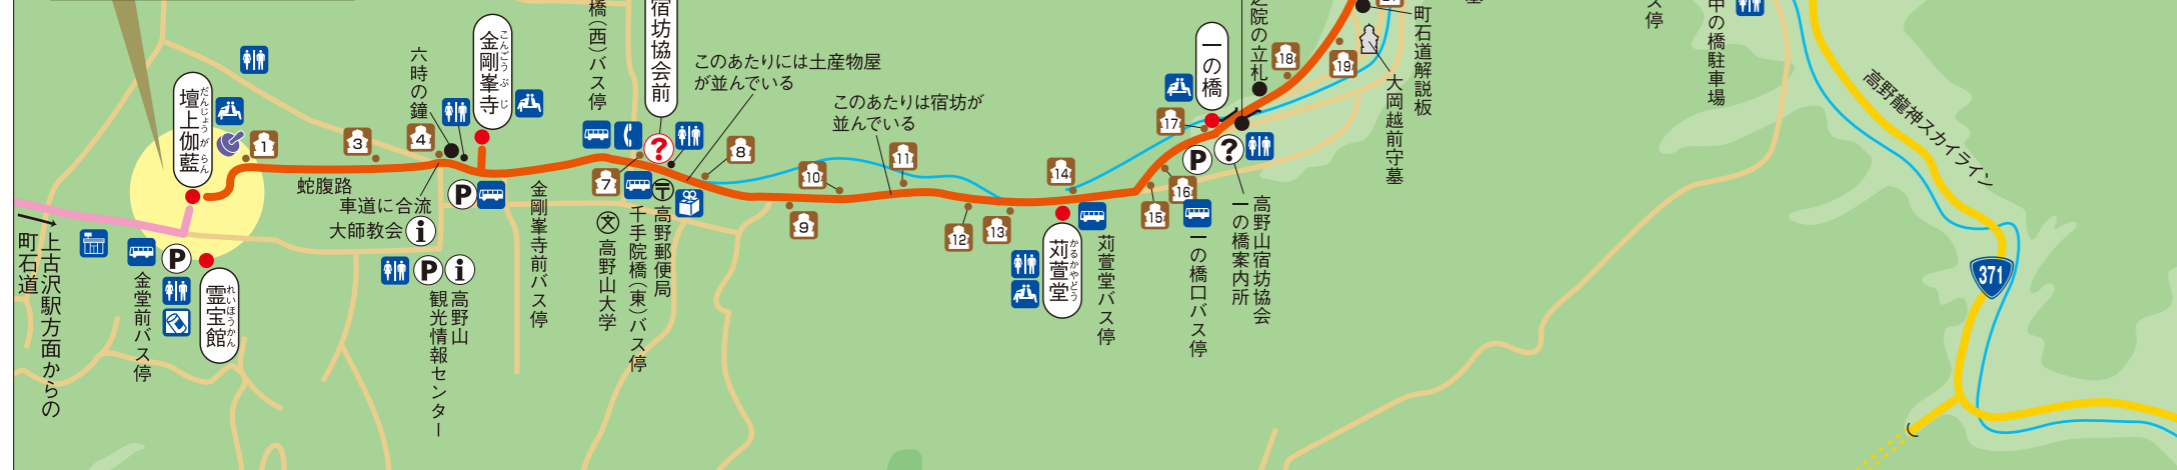 上古沢駅方面からの
町石道
壇上伽藍
だんじょうがらん
1
3
4
六時の鐘
金剛峯寺
こんごうぶじ
蛇腹路
車道に合流
大師教会
金堂前バス停
霊宝館
れいほうかん
高野山
観光情報センター
金剛峯寺前バス停
橋(西)バス停
宿坊協会前
このあたりには土産物屋
が並んでいる
このあたりは宿坊が
並んでいる
7
8
9
10
11
12
13
14
15
16
17
18
19
高野山大学
千手院橋(東)バス停
高野郵便局
苅萱堂
かるかやどう
苅萱堂バス停
一の橋
一の橋口バス停
高野山宿坊協会
一の橋案内所
院の立札
町石道解説板
大岡越前守墓
ス停
中の橋駐車場
高野龍神スカイライン
371
P
P
P
P
i
i
?
?
文
〒